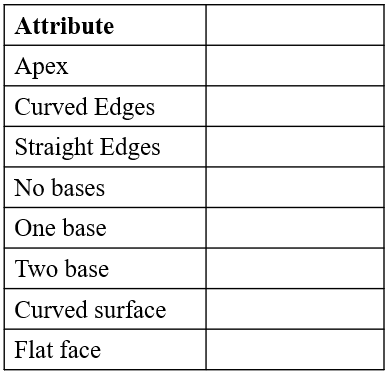 Attribute
Apex
Curved Edges
Straight Edges
No bases
One base
Two base
Curved surface
Flat face